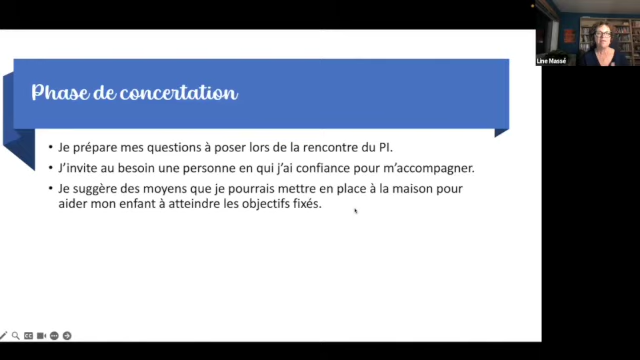 Line Massé
Phase de concertation
• Je prépare mes questions à poser lors de la rencontre du PI.
• J'invite au besoin une personne en qui j'ai confiance pour m'accompagner.
• Je suggère des moyens que je pourrais mettre en place à la maison pour
aider mon enfant à atteindre les objectifs fixés.